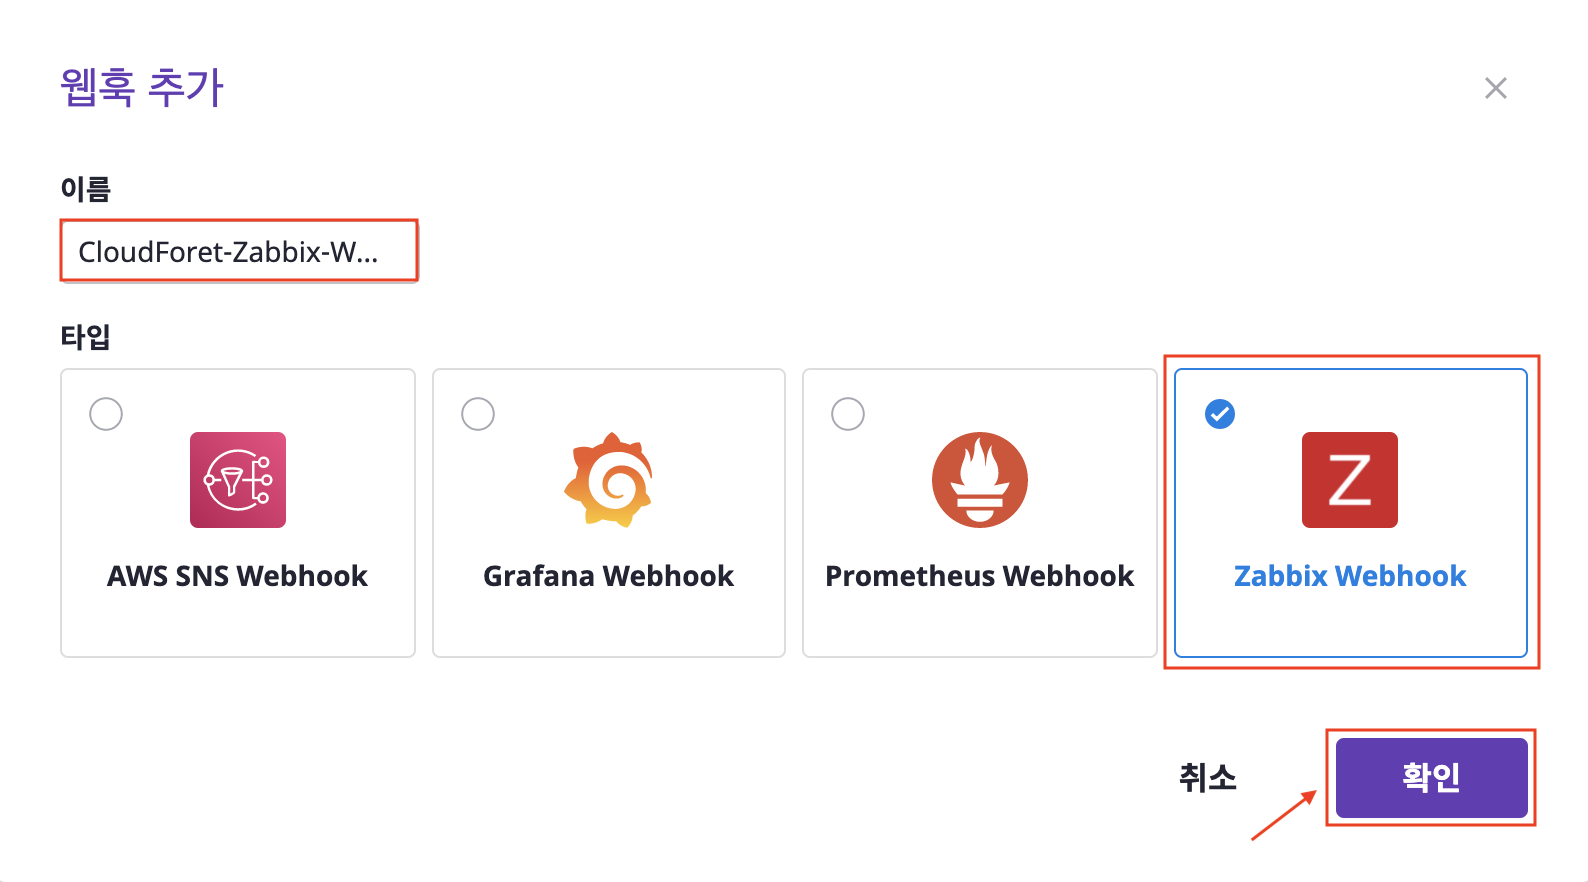 웹훅 추가
이름
CloudForet-Zabbix-W...
타입
AWS SNS Webhook
Grafana Webhook
Prometheus Webhook
Z
Zabbix Webhook
취소
확인